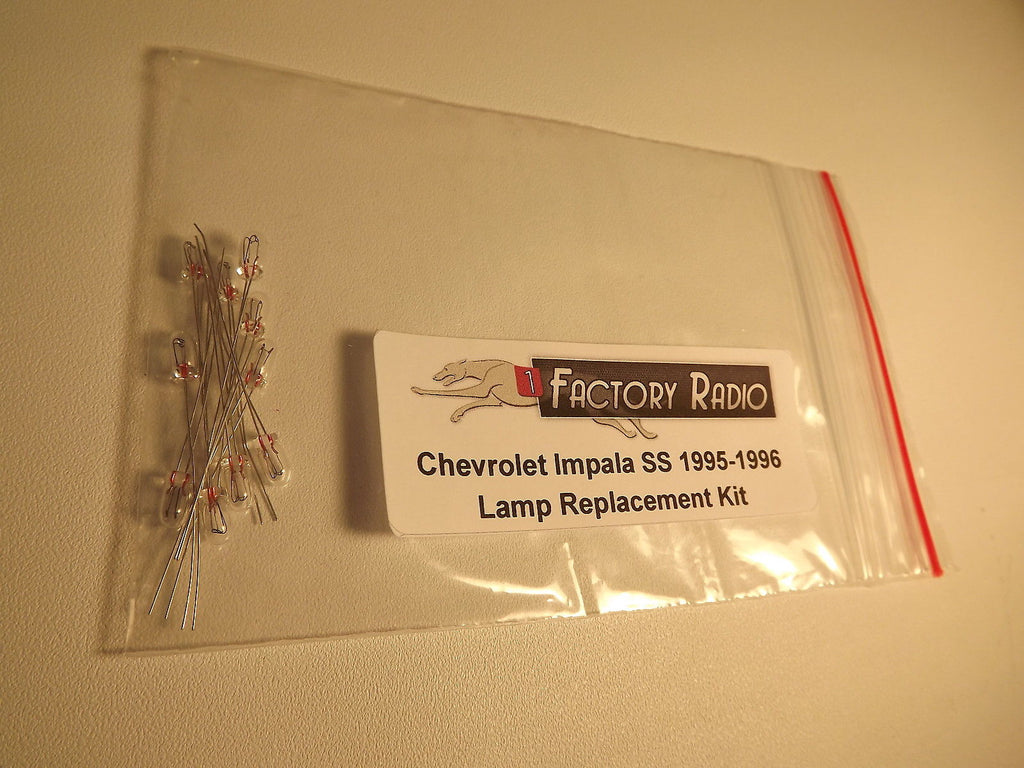 1 FACTORY RADIO
Chevrolet Impala SS 1995-1996
Lamp Replacement Kit